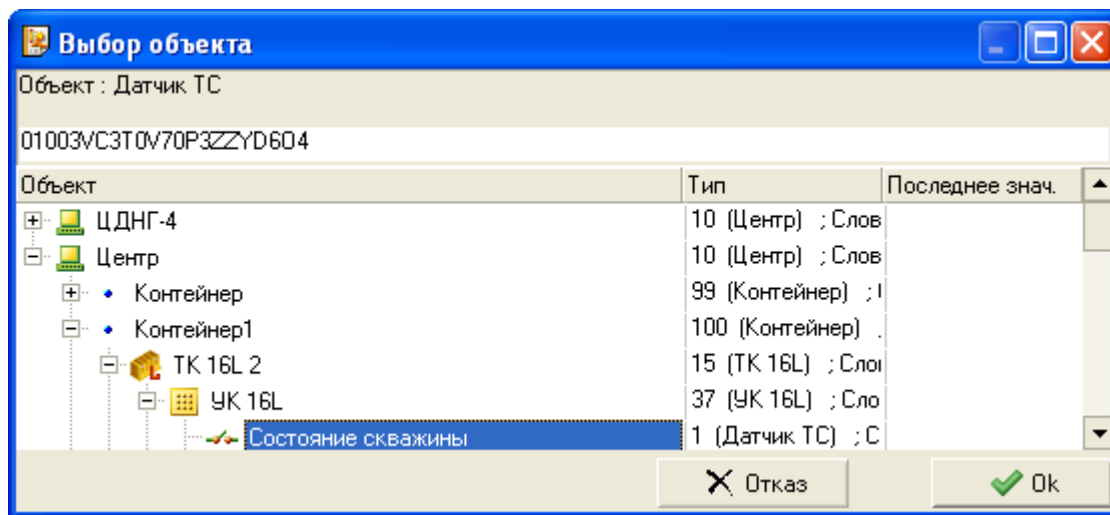 Выбор объекта
Объект : Датчик ТС
01003VC3T0V70P3ZZYD6O4
Объект Тип Последнее знач.
ЦДНГ-4 10 (Центр) ; Слов
Центр 10 (Центр) ; Слов
Контейнер 99 (Контейнер) ;
Контейнер1 100 (Контейнер) .
ТК 16L 2 15 (ТК 16L) ; Сло
УК 16L 37 (УК 16L) ; Сло
Состояние скважины 1 (Датчик ТС) ; С
Отказ Ok